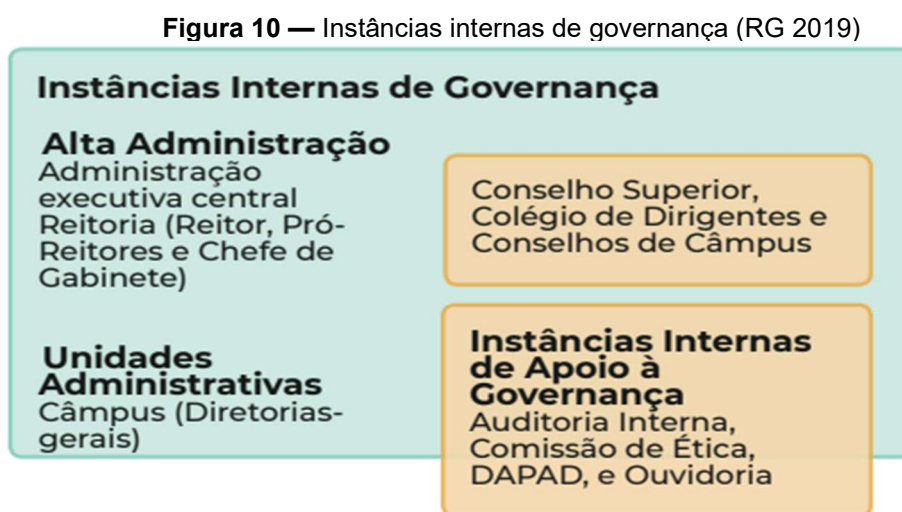 Figura 10 — Instâncias internas de governança (RG 2019)
Instâncias Internas de Governança
Alta Administração
Administração
executiva central
Reitoria (Reitor, Pró-
Reitores e Chefe de
Gabinete)
Conselho Superior,
Colégio de Dirigentes e
Conselhos de Câmpus
Unidades
Administrativas
Câmpus (Diretorias-
gerais)
Instâncias Internas
de Apoio à
Governança
Auditoria Interna,
Comissão de Ética,
DAPAD, e Ouvidoria